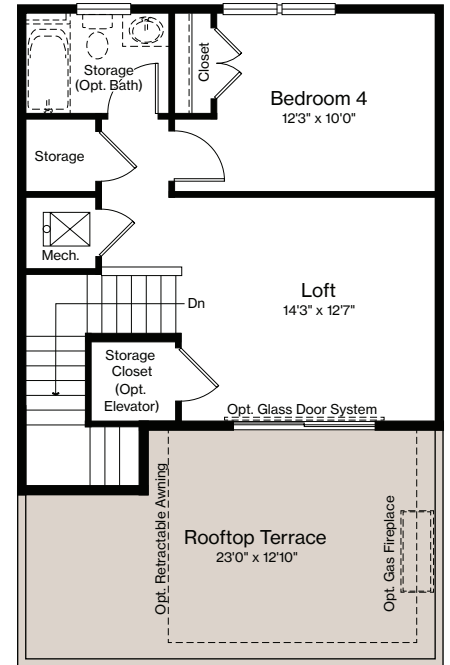 Storage
(Opt. Bath)
Closet
Bedroom 4
12'3" x 10'0"
Storage
Mech.
Loft
14'3" x 12'7"
Dn
Storage
Closet
(Opt.
Elevator)
Opt. Glass Door System
Opt. Retractable Awning
Rooftop Terrace
23'0" x 12'10"
Opt. Gas Fireplace